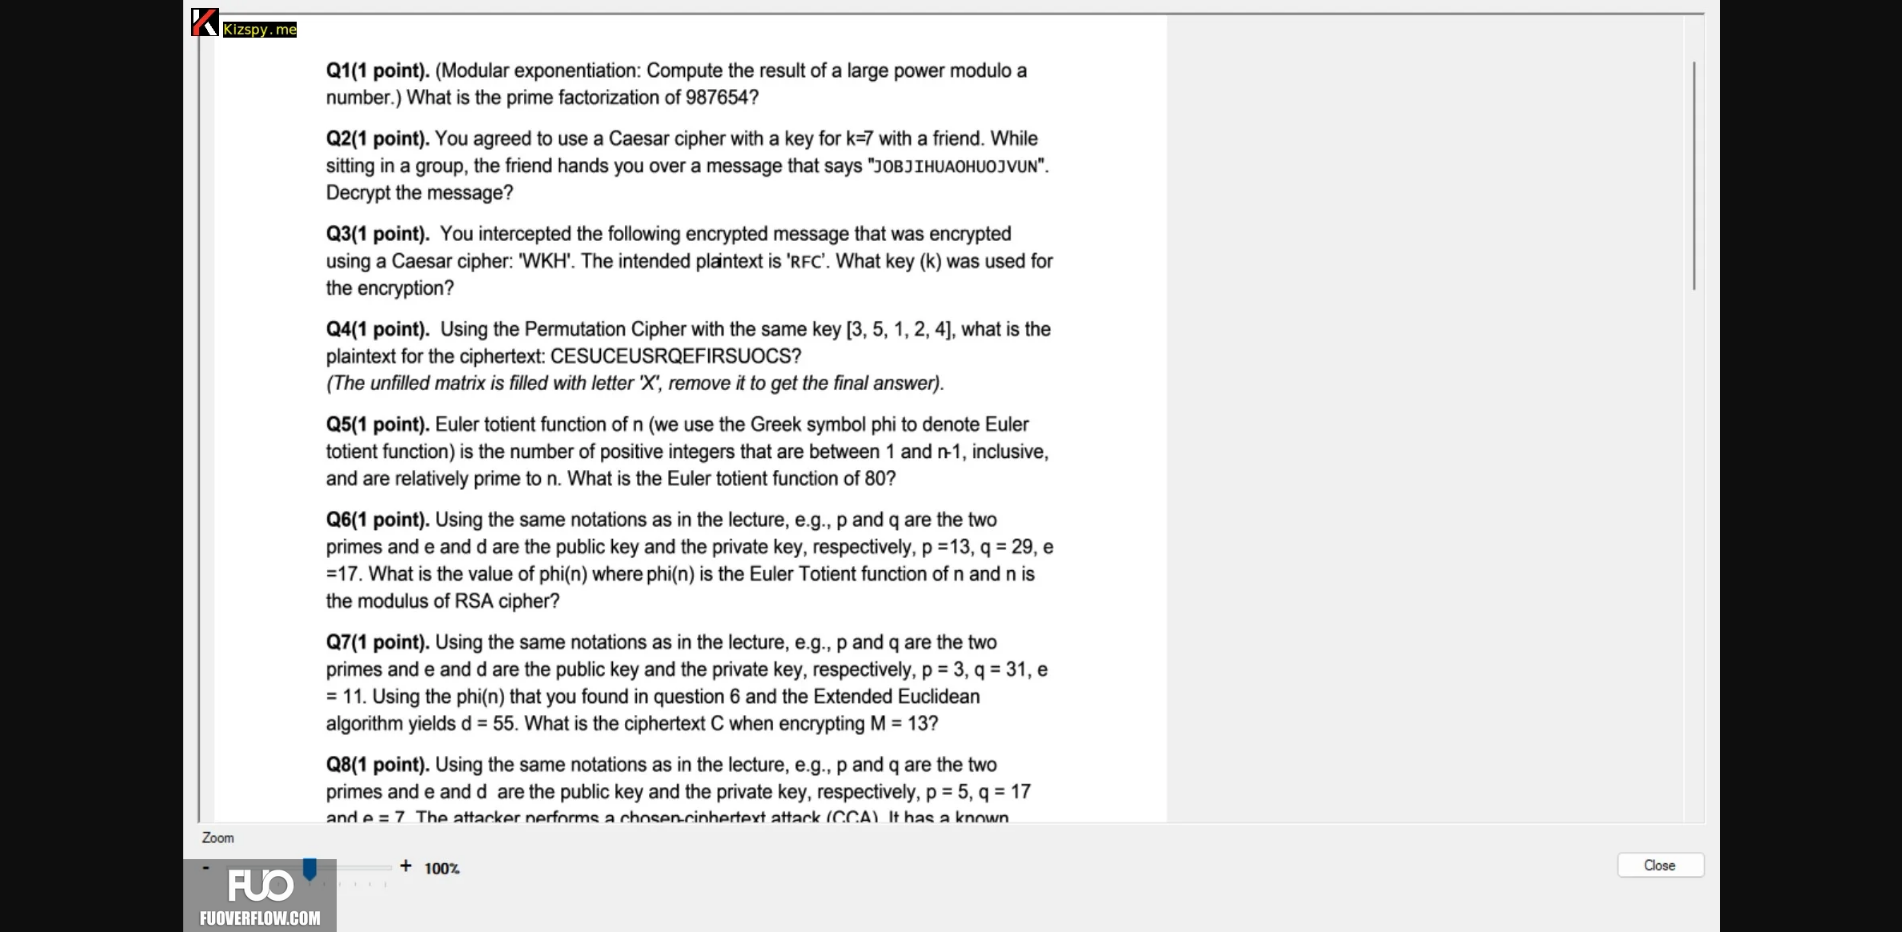 Kizspy.me
Q1(1 point). (Modular exponentiation: Compute the result of a large power modulo a
number.) What is the prime factorization of 987654?
Q2(1 point). You agreed to use a Caesar cipher with a key for k=7 with a friend. While
sitting in a group, the friend hands you over a message that says "JOBJIHUAOHUOJVUN".
Decrypt the message?
Q3(1 point). You intercepted the following encrypted message that was encrypted
using a Caesar cipher: 'WKH'. The intended plaintext is 'RFC'. What key (k) was used for
the encryption?
Q4(1 point). Using the Permutation Cipher with the same key [3, 5, 1, 2, 4], what is the
plaintext for the ciphertext: CESUCEUSRQEFIRSUOCS?
(The unfilled matrix is filled with letter 'X', remove it to get the final answer).
Q5(1 point). Euler totient function of n (we use the Greek symbol phi to denote Euler
totient function) is the number of positive integers that are between 1 and n-1, inclusive,
and are relatively prime to n. What is the Euler totient function of 80?
Q6(1 point). Using the same notations as in the lecture, e.g., p and q are the two
primes and e and d are the public key and the private key, respectively, p =13, q = 29, e
=17. What is the value of phi(n) where phi(n) is the Euler Totient function of n and n is
the modulus of RSA cipher?
Q7(1 point). Using the same notations as in the lecture, e.g., p and q are the two
primes and e and d are the public key and the private key, respectively, p = 3, q = 31, e
= 11. Using the phi(n) that you found in question 6 and the Extended Euclidean
algorithm yields d = 55. What is the ciphertext C when encrypting M = 13?
Q8(1 point). Using the same notations as in the lecture, e.g., p and q are the two
primes and e and d are the public key and the private key, respectively, p = 5, q = 17
and e = 7. The attacker performs a chosen-ciphertext attack (CCA). It has a known
Zoom
- + 100%
Close
FUO
FUOVERFLOW.COM